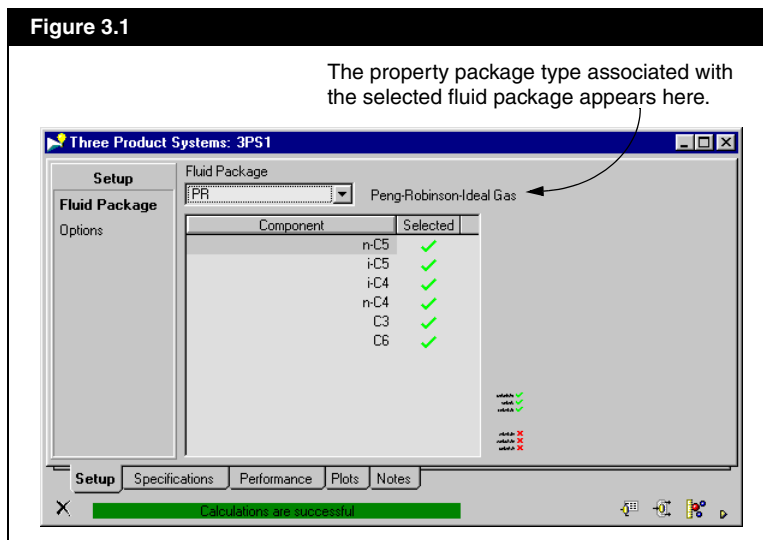 Figure 3.1
The property package type associated with
the selected fluid package appears here.
Three Product Systems: 3PS1
Setup
Fluid Package
Options
Fluid Package
PR
Peng-Robinson-Ideal Gas
Component Selected
n-C5
i-C5
i-C4
n-C4
C3
C6
Setup Specifications Performance Plots Notes
Calculations are successful